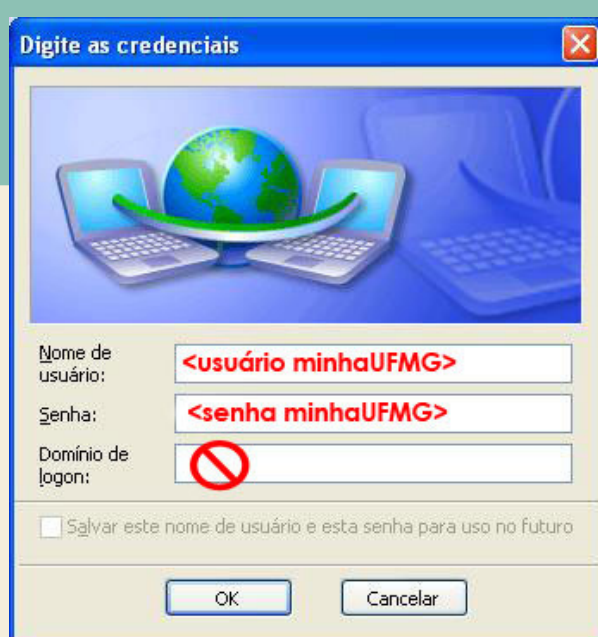 Digite as credenciais
Nome de
usuário:
<usuário minhaUFMG>
Senha:
<senha minhaUFMG>
Domínio de
logon:
Salvar este nome de usuário e esta senha para uso no futuro
OK
Cancelar